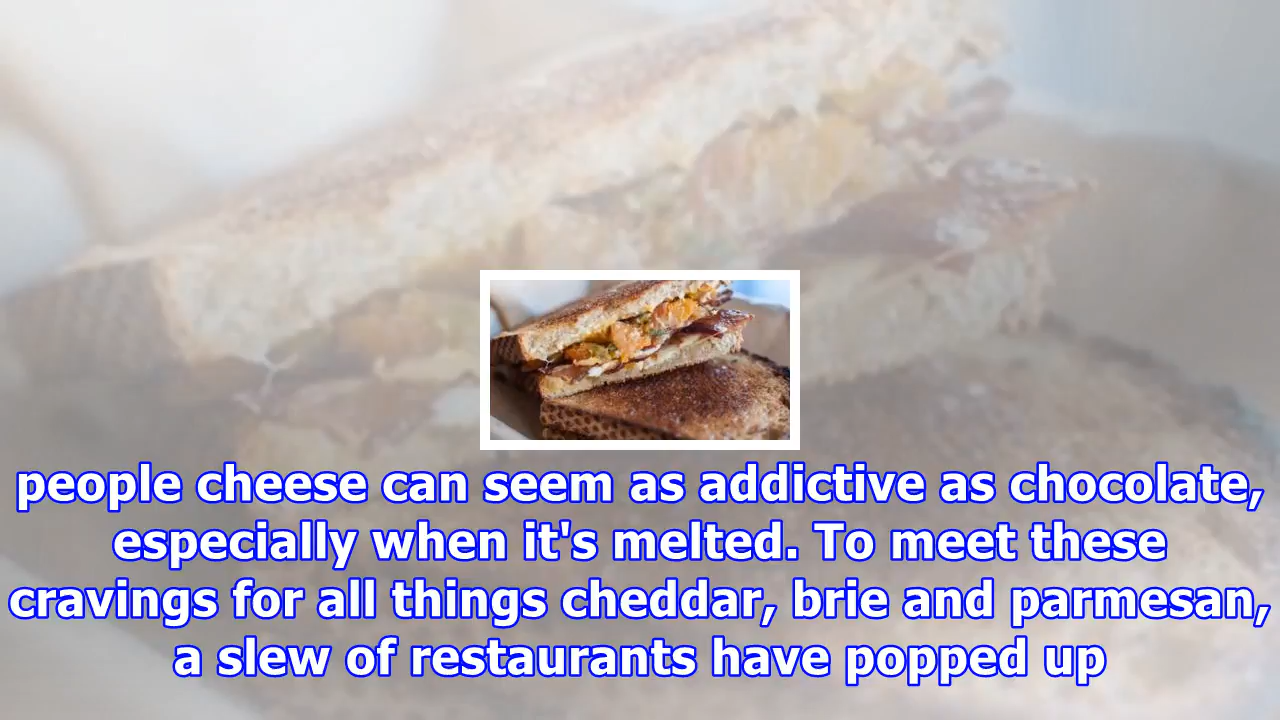 people cheese can seem as addictive as chocolate,
especially when it's melted. To meet these
cravings for all things cheddar, brie and parmesan,
a slew of restaurants have popped up